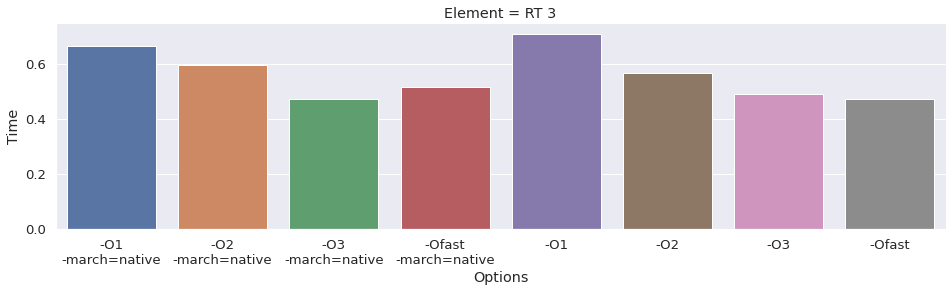 Element = RT 3
Time
0.6
0.4
0.2
0.0
-O1 -O2 -O3 -Ofast -O1 -O2 -O3 -Ofast
-march=native -march=native -march=native -march=native
Options